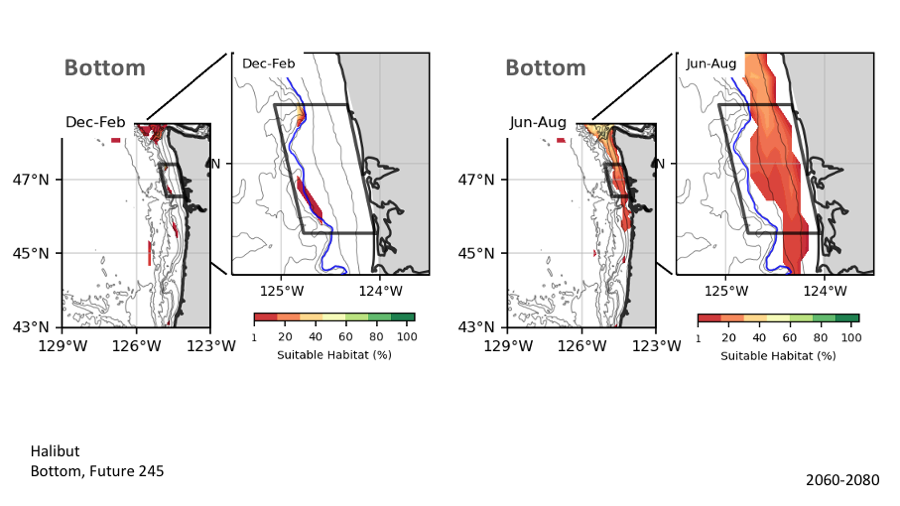 Bottom
Dec-Feb
Dec-Feb
47°N
45°N
43°N
129°W 126°W 123°W
N
125°W 124°W
1 20 40 60 80 100
Suitable Habitat (%)
Bottom
Jun-Aug
Jun-Aug
47°N
45°N
43°N
129°W 126°W 123°W
N
125°W 124°W
1 20 40 60 80 100
Suitable Habitat (%)
Halibut
Bottom, Future 245
2060-2080